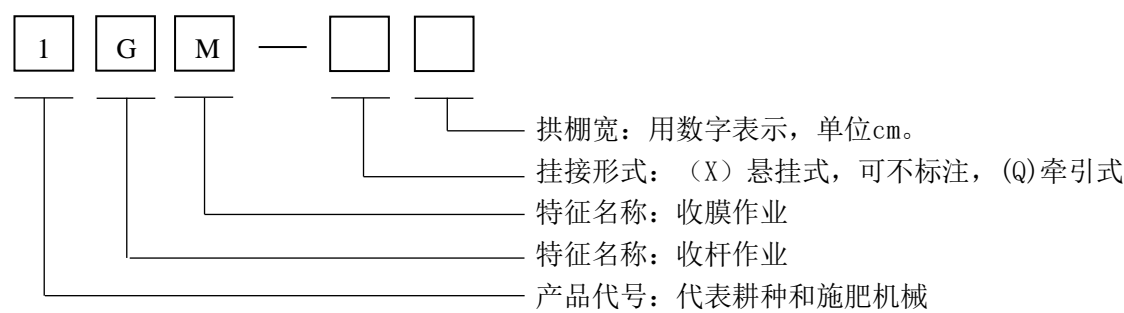 1 G M —
拱棚宽：用数字表示，单位cm。
挂接形式：（X）悬挂式，可不标注，(Q)牵引式
特征名称：收膜作业
特征名称：收杆作业
产品代号：代表耕种和施肥机械